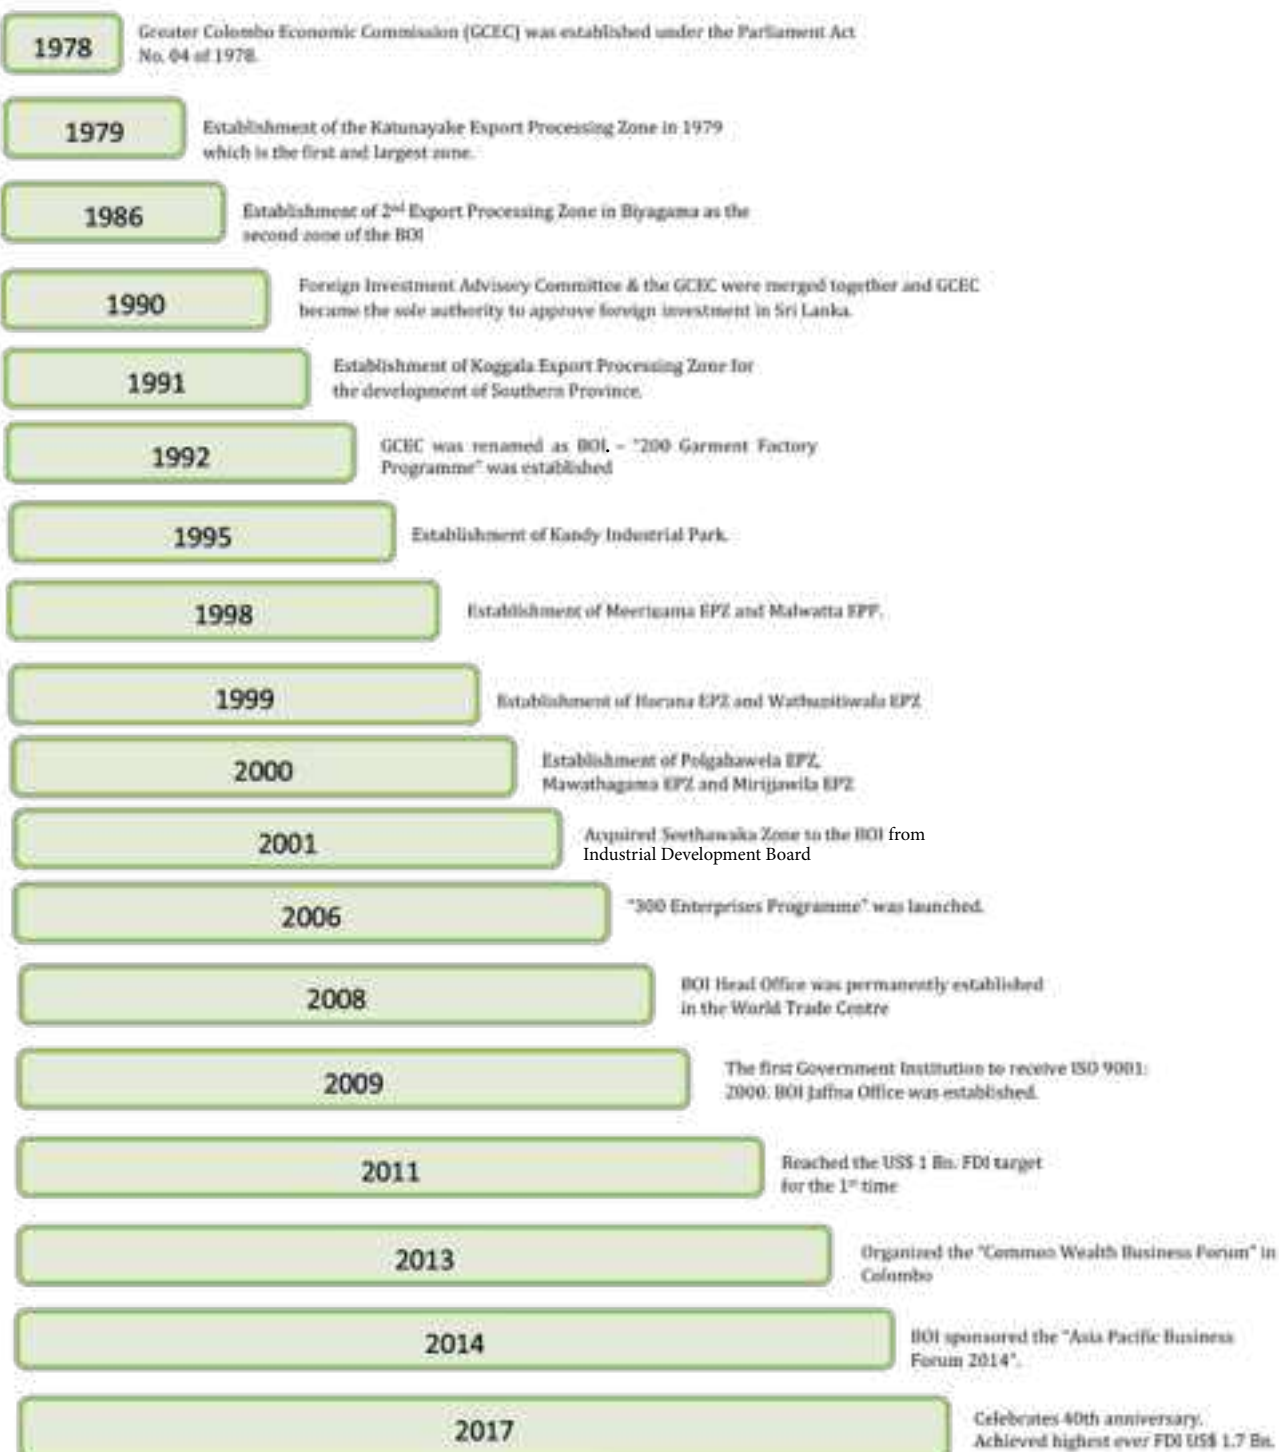 1978
Greater Colombo Economic Commission (GCEC) was established under the Parliament Act
No. 04 of 1978.
1979
Establishment of the Katunayake Export Processing Zone in 1979
which is the first and largest zone.
1986
Establishment of 2nd Export Processing Zone in Biyagama as the
second zone of the BOI
1990
Foreign Investment Advisory Committee & the GCEC were merged together and GCEC
became the sole authority to approve foreign investment in Sri Lanka.
1991
Establishment of Koggala Export Processing Zone for
the development of Southern Province.
1992
GCEC was renamed as BOI. – "200 Garment Factory
Programme" was established
1995
Establishment of Kandy Industrial Park.
1998
Establishment of Meerigama EPZ and Malwatta EPP.
1999
Establishment of Horana EPZ and Wathupitiwala EPZ
2000
Establishment of Polgahawela EPZ,
Mawathagama EPZ and Mirijjawila EPZ
2001
Acquired Seethawaka Zone to the BOI from
Industrial Development Board
2006
"300 Enterprises Programme" was launched.
2008
BOI Head Office was permanently established
in the World Trade Centre
2009
The first Government Institution to receive ISO 9001:
2000. BOI Jaffna Office was established.
2011
Reached the US$ 1 Bn. FDI target
for the 1st time
2013
Organized the "Common Wealth Business Forum" in
Colombo
2014
BOI sponsored the "Asia Pacific Business
Forum 2014".
2017
Celebrates 40th anniversary.
Achieved highest ever FDI US$ 1.7 Bn.